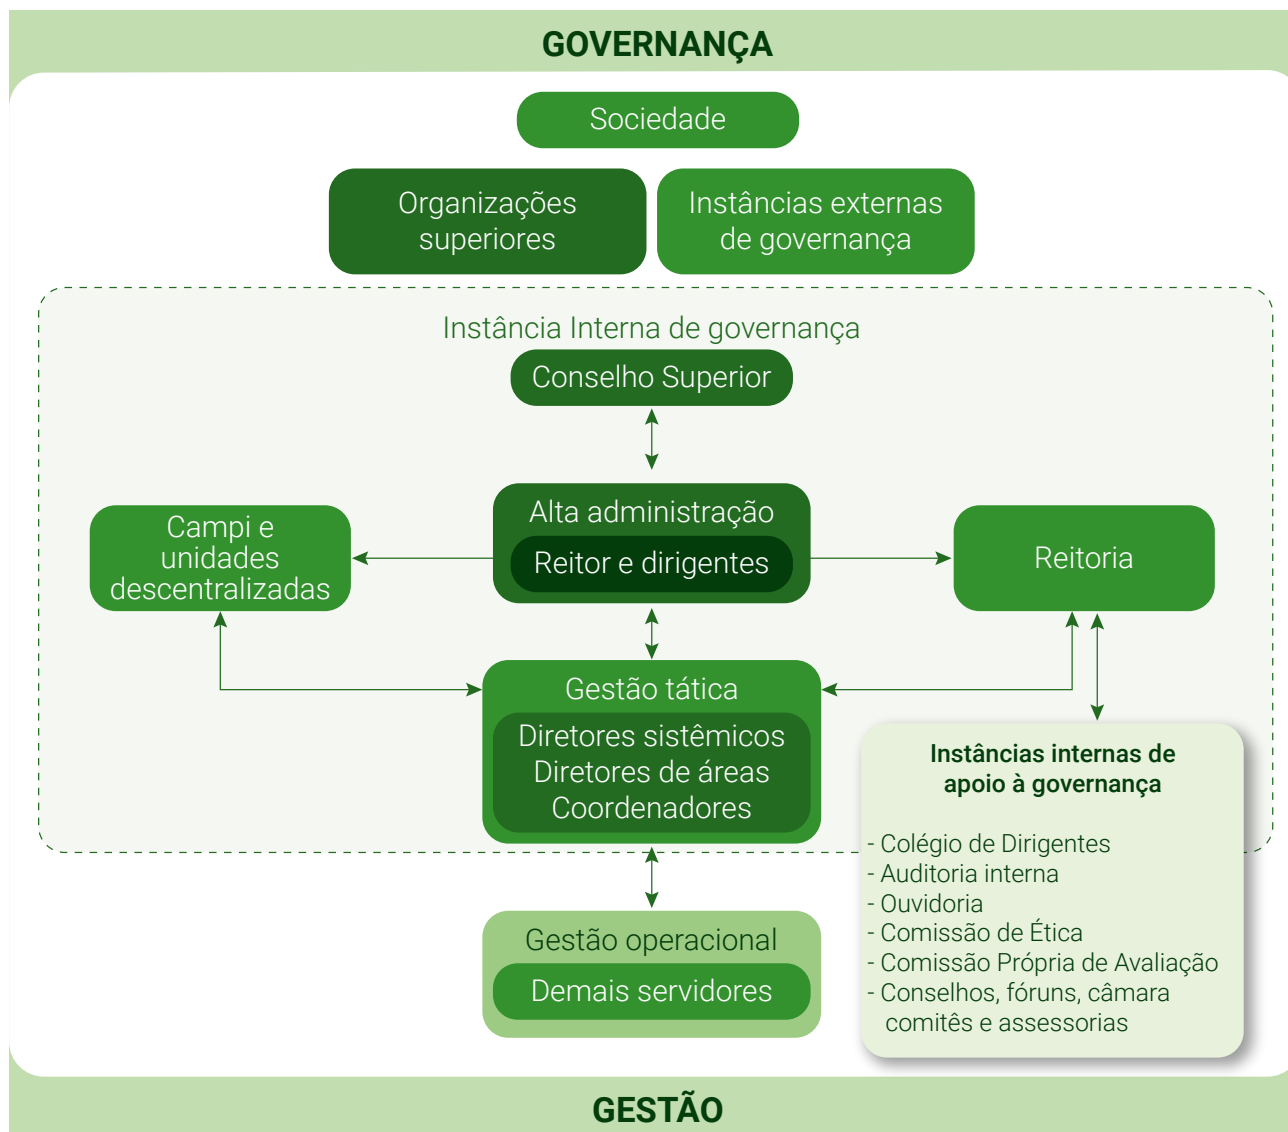 GOVERNANÇA
Sociedade
Organizações
superiores
Instâncias externas
de governança
Instância Interna de governança
Conselho Superior
Alta administração
Reitor e dirigentes
Campi e
unidades
descentralizadas
Reitoria
Gestão tática
Diretores sistêmicos
Diretores de áreas
Coordenadores
Instâncias internas de
apoio à governança
- Colégio de Dirigentes
- Auditoria interna
- Ouvidoria
- Comissão de Ética
- Comissão Própria de Avaliação
- Conselhos, fóruns, câmara
comitês e assessorias
Gestão operacional
Demais servidores
GESTÃO